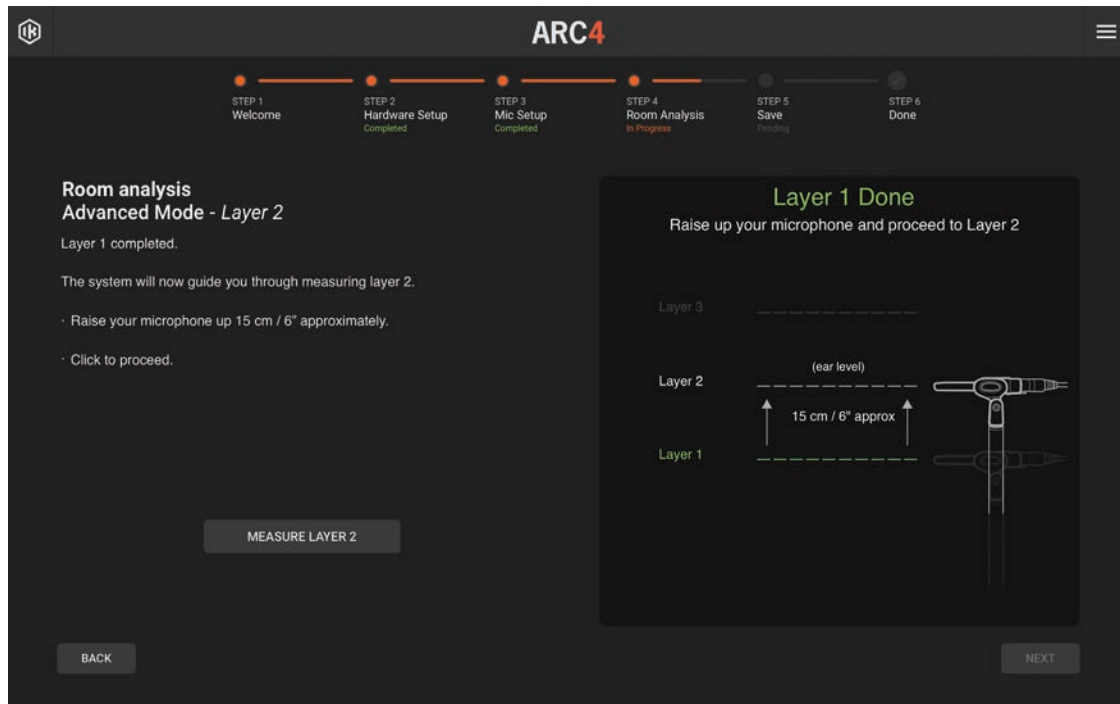 IK
ARC4
STEP 1
Welcome
STEP 2
Hardware Setup
Completed
STEP 3
Mic Setup
Completed
STEP 4
Room Analysis
In Progress
STEP 5
Save
Pending
STEP 6
Done
Room analysis
Advanced Mode - Layer 2
Layer 1 completed.
The system will now guide you through measuring layer 2.
· Raise your microphone up 15 cm / 6" approximately.
· Click to proceed.
MEASURE LAYER 2
BACK
Layer 1 Done
Raise up your microphone and proceed to Layer 2
Layer 3
Layer 2
(ear level)
15 cm / 6" approx
Layer 1
NEXT